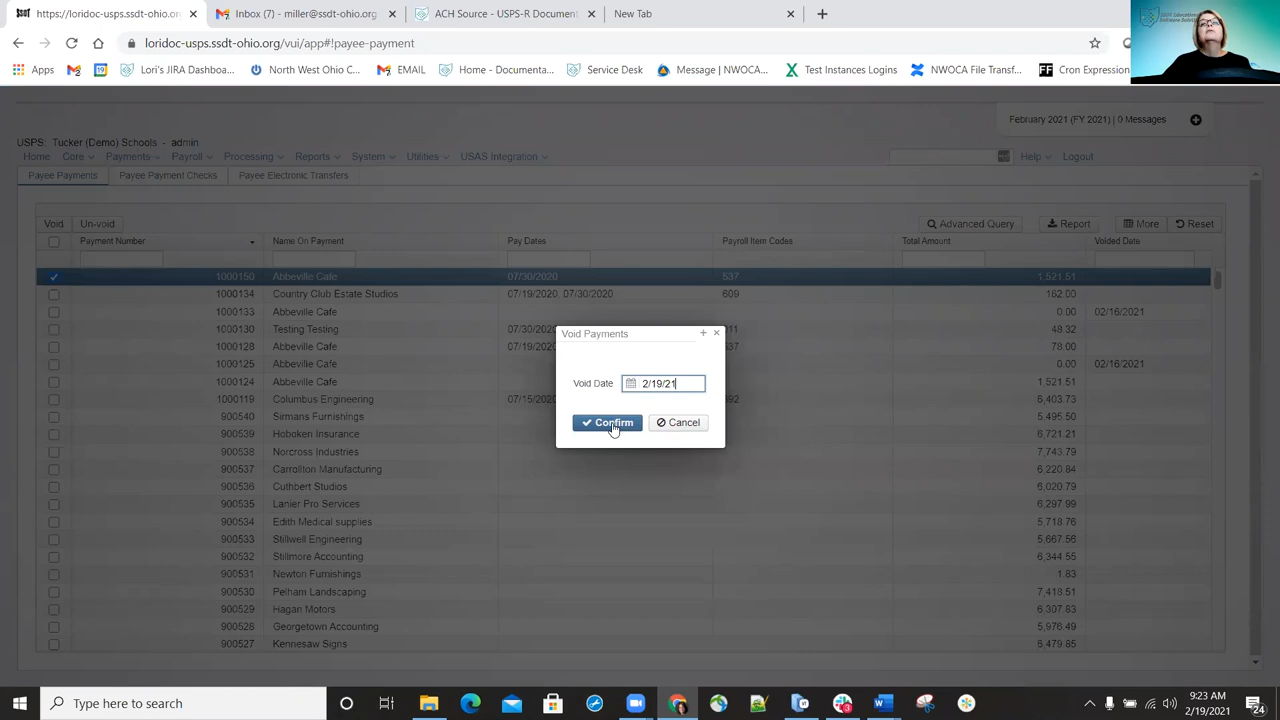 https://loridoc-usps.ssdt-ohio.org
Inbox (7) - miller@ssdt-ohio.org
ACH Source - USPS-R Document
New Tab
loridoc-usps.ssdt-ohio.org/vui/app#!payee-payment
Apps
Lori's JIRA Dashboa...
North West Ohio C...
EMAIL
Home - Documenta...
Service Desk
Message | NWOCA...
Test Instances Logins
NWOCA File Transf...
Cron Expression
February 2021 (FY 2021) | 0 Messages
USPS: Tucker (Demo) Schools - admin
Home Core Payments Payroll Processing Reports System Utilities USAS Integration Help Logout
Payee Payments Payee Payment Checks Payee Electronic Transfers
Void Un-void Advanced Query Report More Reset
Payment Number Name On Payment Pay Dates Payroll Item Codes Total Amount Voided Date
1000150 Abbeville Cafe 07/30/2020 537 1,521.51
1000134 Country Club Estate Studios 07/19/2020, 07/30/2020 609 162.00
1000133 Abbeville Cafe 0.00 02/16/2021
1000130 Testing Testing 48.32
1000128 Abbeville Cafe 78.00
1000125 Abbeville Cafe 0.00 02/16/2021
1000124 Abbeville Cafe 1,521.51
1000119 Columbus Engineering 6,403.73
900540 Sirmans Furnishings 5,495.50
900539 Hoboken Insurance 6,721.21
900538 Norcross Industries 7,743.79
900537 Carrollton Manufacturing 6,220.84
900536 Cuthbert Studios 6,020.79
900535 Lanier Pro Services 6,297.99
900534 Edith Medical supplies 5,718.76
900533 Stillwell Engineering 5,667.56
900532 Stillmore Accounting 6,344.55
900531 Newton Furnishings 1.83
900530 Pelham Landscaping 7,418.51
900529 Hagan Motors 6,307.83
900528 Georgetown Accounting 5,976.49
900527 Kennesaw Signs 6,479.85
Void Payments
Void Date 2/19/21
Confirm Cancel
Type here to search
9:23 AM
2/19/2021
24